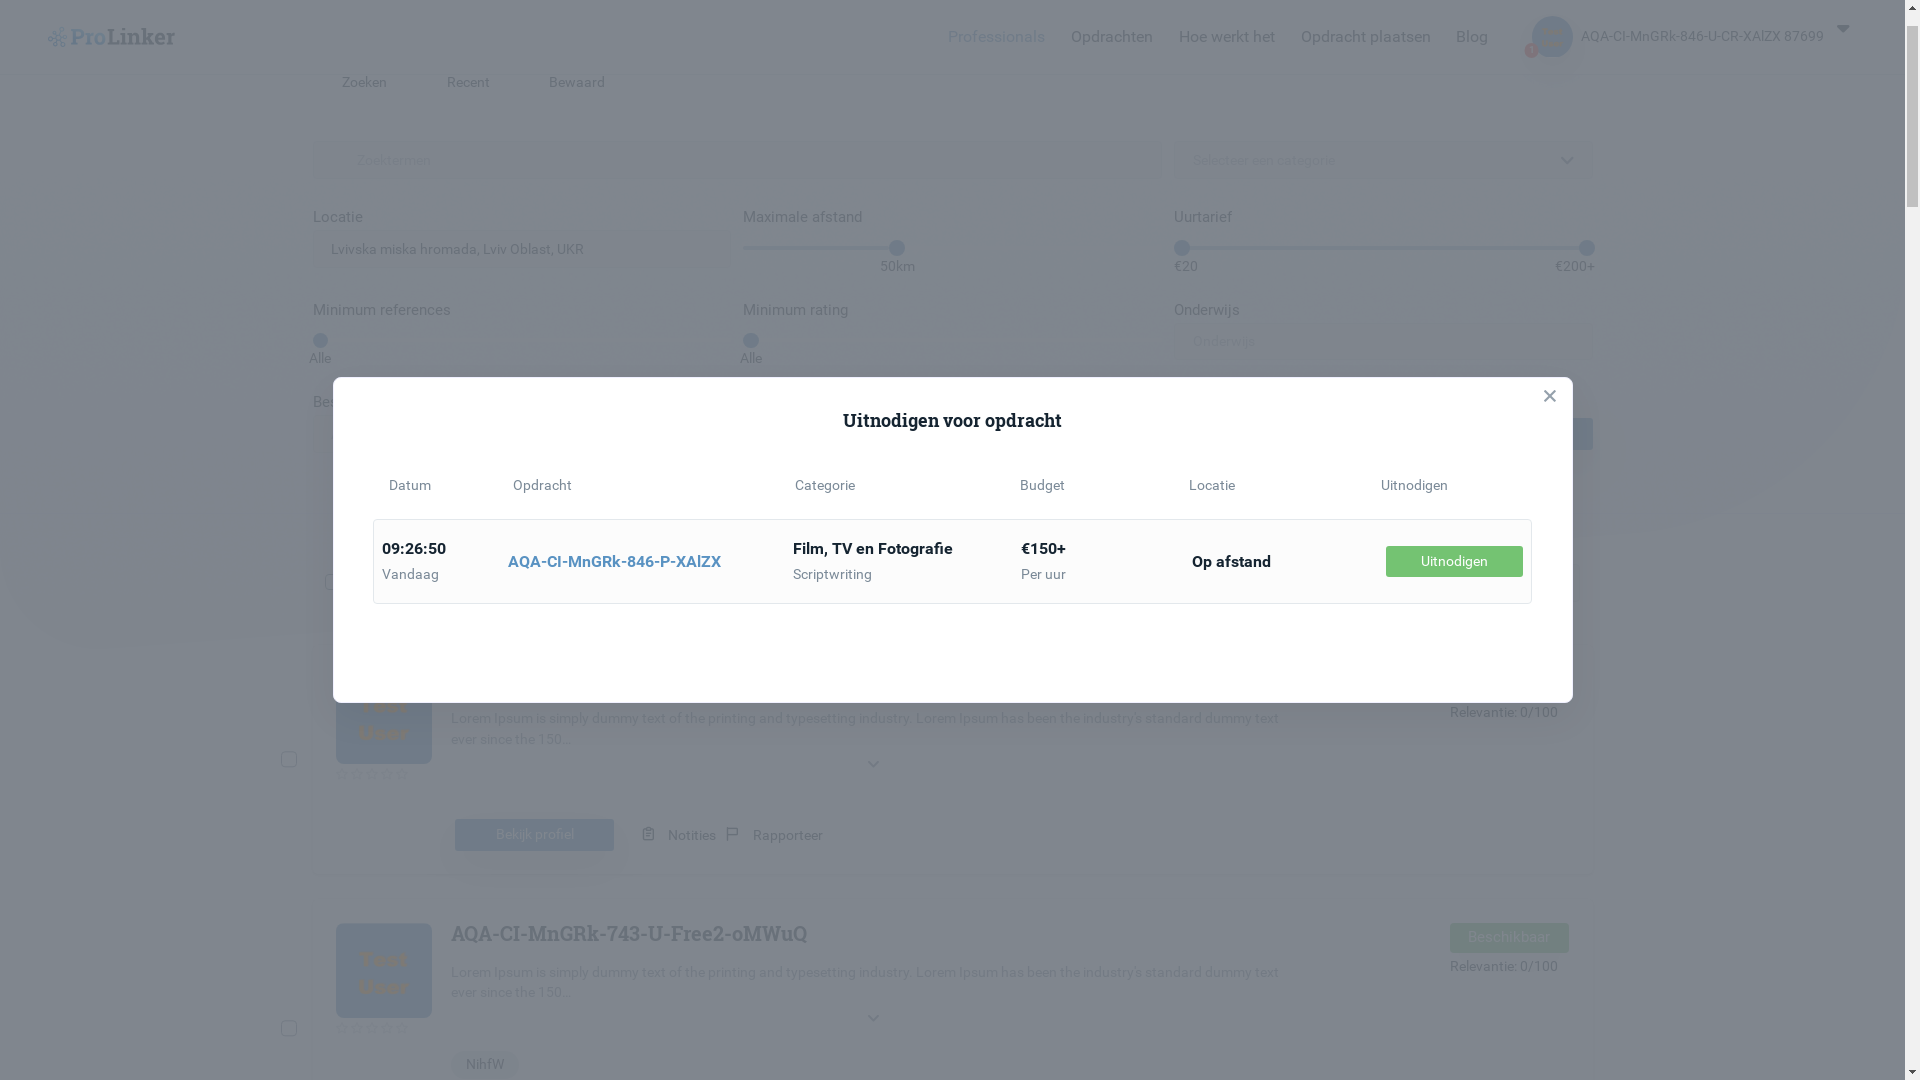 ProLinker
Professionals
Opdrachten
Hoe werkt het
Opdracht plaatsen
Blog
1
AQA-CI-MnGRk-846-U-CR-XAlZX 87699
Zoeken
Recent
Bewaard
Zoektermen
Selecteer een categorie
Locatie
Maximale afstand
Uurtarief
Lvivska miska hromada, Lviv Oblast, UKR
50km
€20
€200+
Minimum references
Minimum rating
Onderwijs
Onderwijs
Alle
Alle
Uitnodigen voor opdracht
Datum
Opdracht
Categorie
Budget
Locatie
Uitnodigen
09:26:50
Vandaag
AQA-CI-MnGRk-846-P-XAlZX
Film, TV en Fotografie
Scriptwriting
€150+
Per uur
Op afstand
Uitnodigen
Lorem Ipsum is simply dummy text of the printing and typesetting industry. Lorem Ipsum has been the industry's standard dummy text
ever since the 150...
Relevantie: 0/100
User
Bekijk profiel
Notities
Rapporteer
AQA-CI-MnGRk-743-U-Free2-oMWuQ
Beschikbaar
Relevantie: 0/100
Test
User
Lorem Ipsum is simply dummy text of the printing and typesetting industry. Lorem Ipsum has been the industry's standard dummy text
ever since the 150...
NihfW